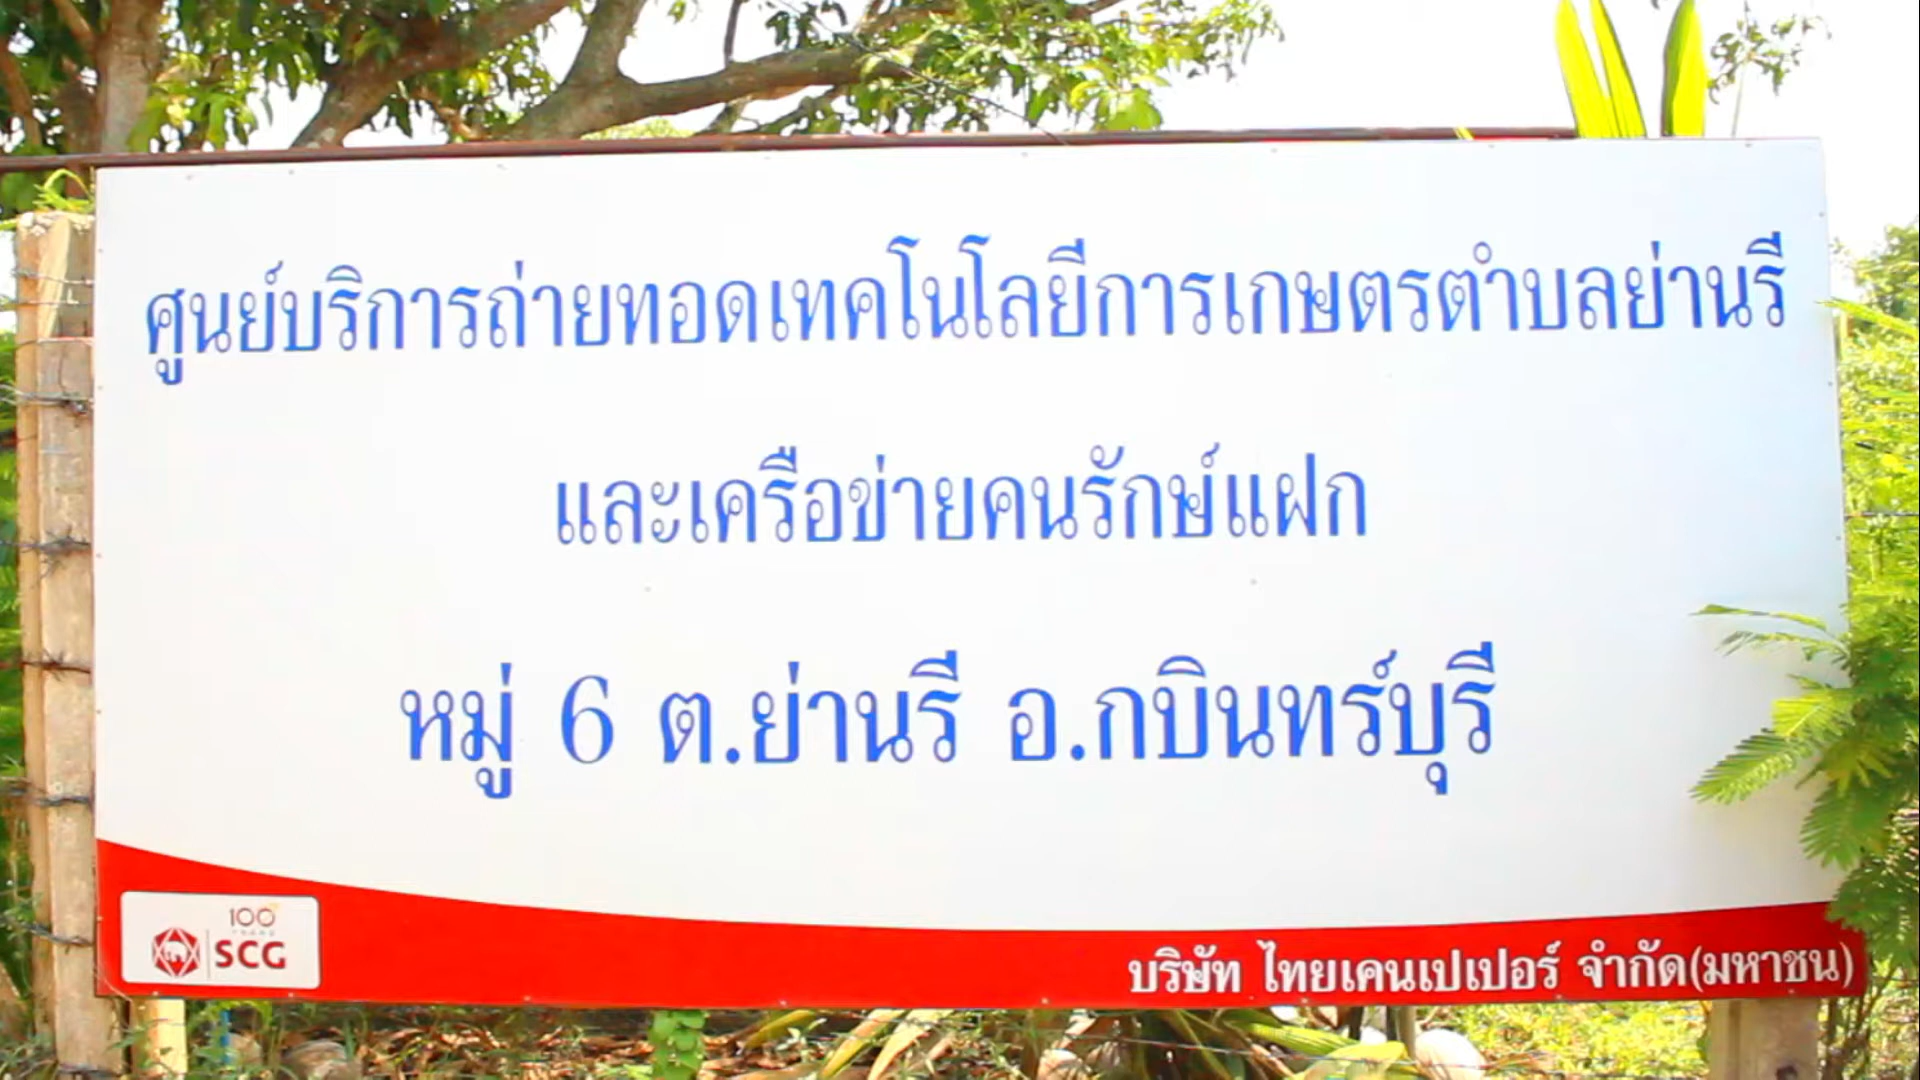 ศูนย์บริการถ่ายทอดเทคโนโลยีการเกษตรตำบลย่านรี
และเครือข่ายคนรักษ์แฝก
หมู่ 6 ต.ย่านรี อ.กบินทร์บุรี
100
YEARS
SCG
บริษัท ไทยเคนเปเปอร์ จำกัด(มหาชน)